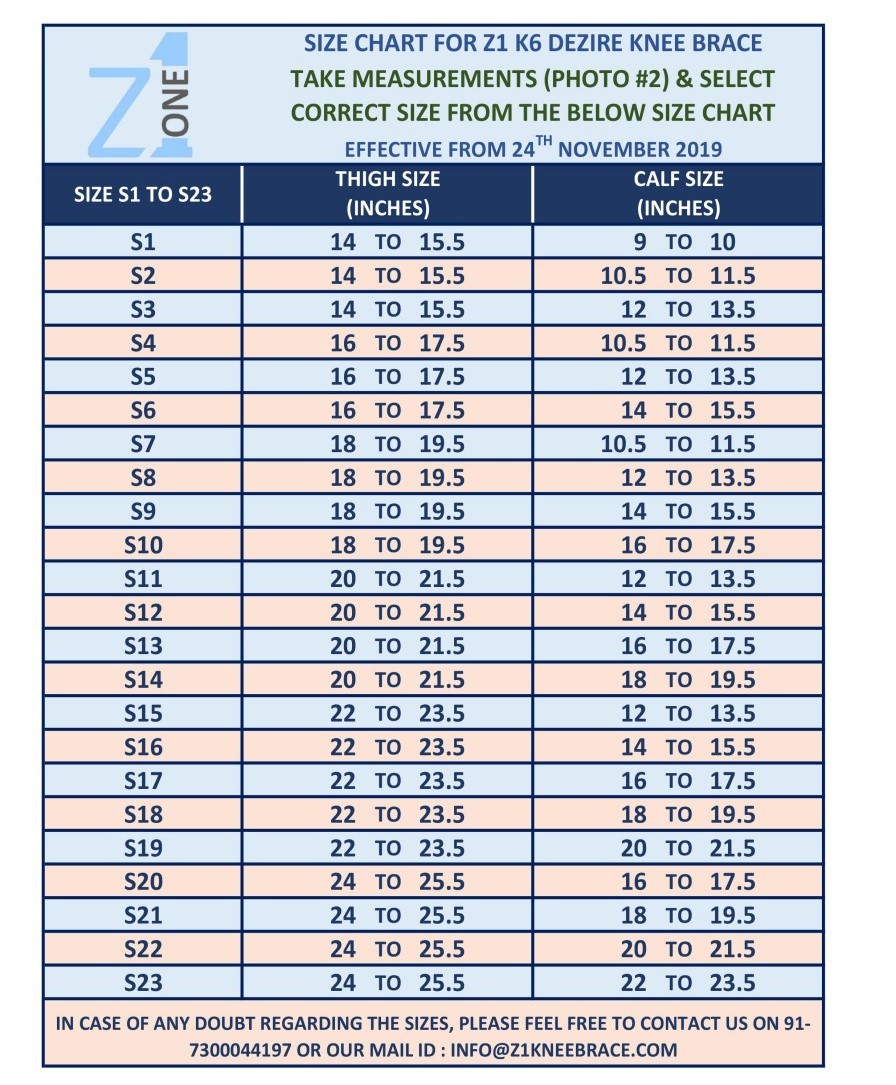 Z1 ONE
SIZE CHART FOR Z1 K6 DEZIRE KNEE BRACE
TAKE MEASUREMENTS (PHOTO #2) & SELECT
CORRECT SIZE FROM THE BELOW SIZE CHART
EFFECTIVE FROM 24TH NOVEMBER 2019
SIZE S1 TO S23 THIGH SIZE (INCHES) CALF SIZE (INCHES)
S1 14 TO 15.5 9 TO 10
S2 14 TO 15.5 10.5 TO 11.5
S3 14 TO 15.5 12 TO 13.5
S4 16 TO 17.5 10.5 TO 11.5
S5 16 TO 17.5 12 TO 13.5
S6 16 TO 17.5 14 TO 15.5
S7 18 TO 19.5 10.5 TO 11.5
S8 18 TO 19.5 12 TO 13.5
S9 18 TO 19.5 14 TO 15.5
S10 18 TO 19.5 16 TO 17.5
S11 20 TO 21.5 12 TO 13.5
S12 20 TO 21.5 14 TO 15.5
S13 20 TO 21.5 16 TO 17.5
S14 20 TO 21.5 18 TO 19.5
S15 22 TO 23.5 12 TO 13.5
S16 22 TO 23.5 14 TO 15.5
S17 22 TO 23.5 16 TO 17.5
S18 22 TO 23.5 18 TO 19.5
S19 22 TO 23.5 20 TO 21.5
S20 24 TO 25.5 16 TO 17.5
S21 24 TO 25.5 18 TO 19.5
S22 24 TO 25.5 20 TO 21.5
S23 24 TO 25.5 22 TO 23.5
IN CASE OF ANY DOUBT REGARDING THE SIZES, PLEASE FEEL FREE TO CONTACT US ON 91-
7300044197 OR OUR MAIL ID : INFO@Z1KNEEBRACE.COM